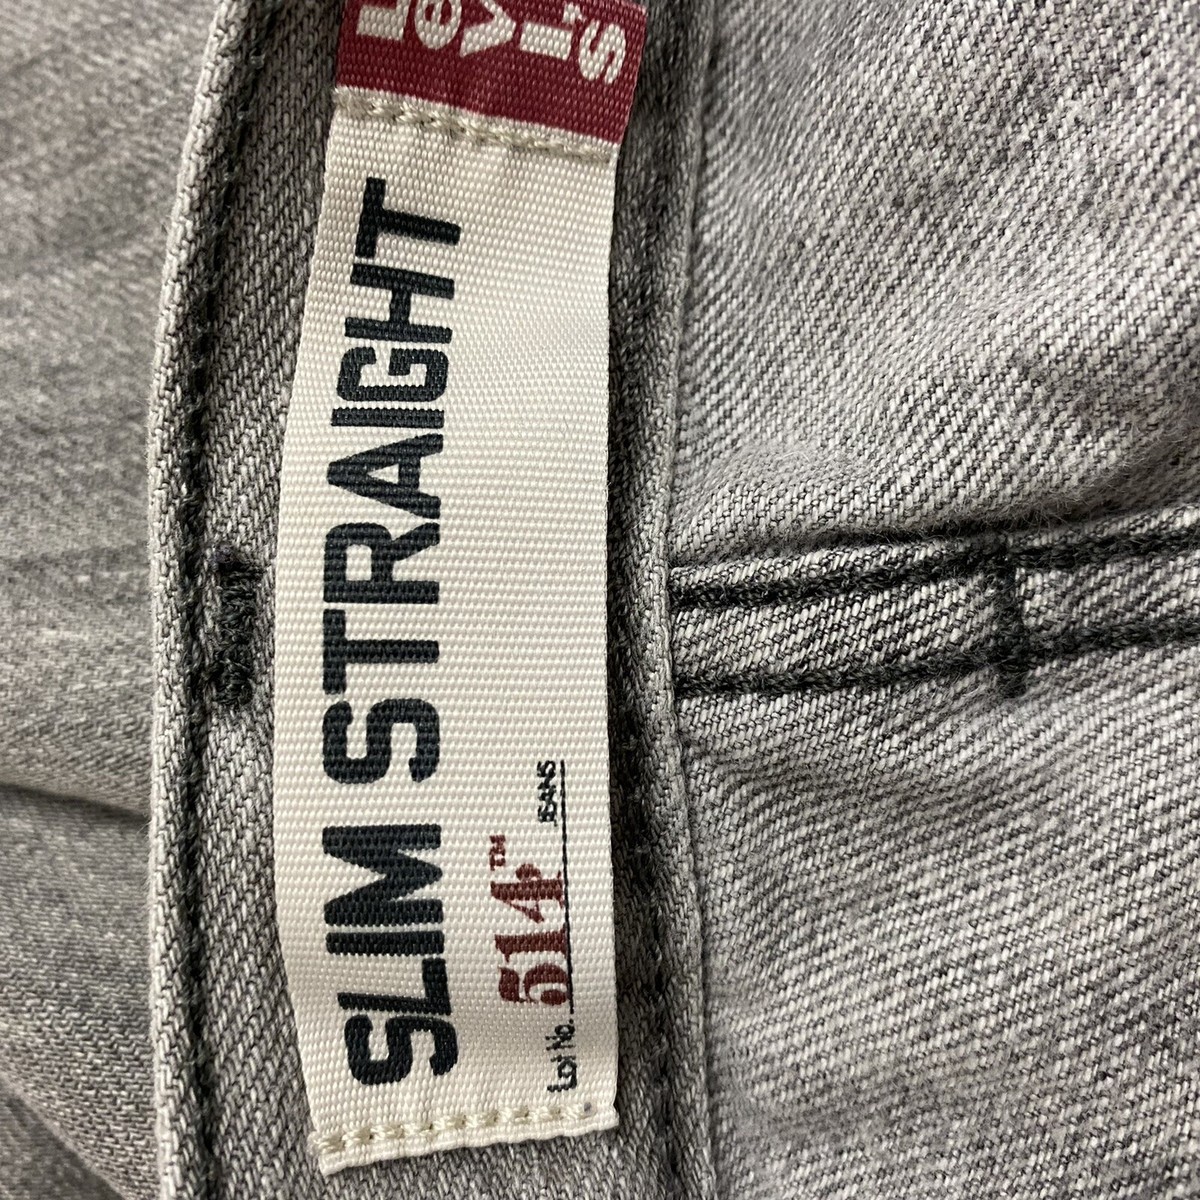 Levi's
SLIM STRAIGHT
Lot No. 514™ JEANS